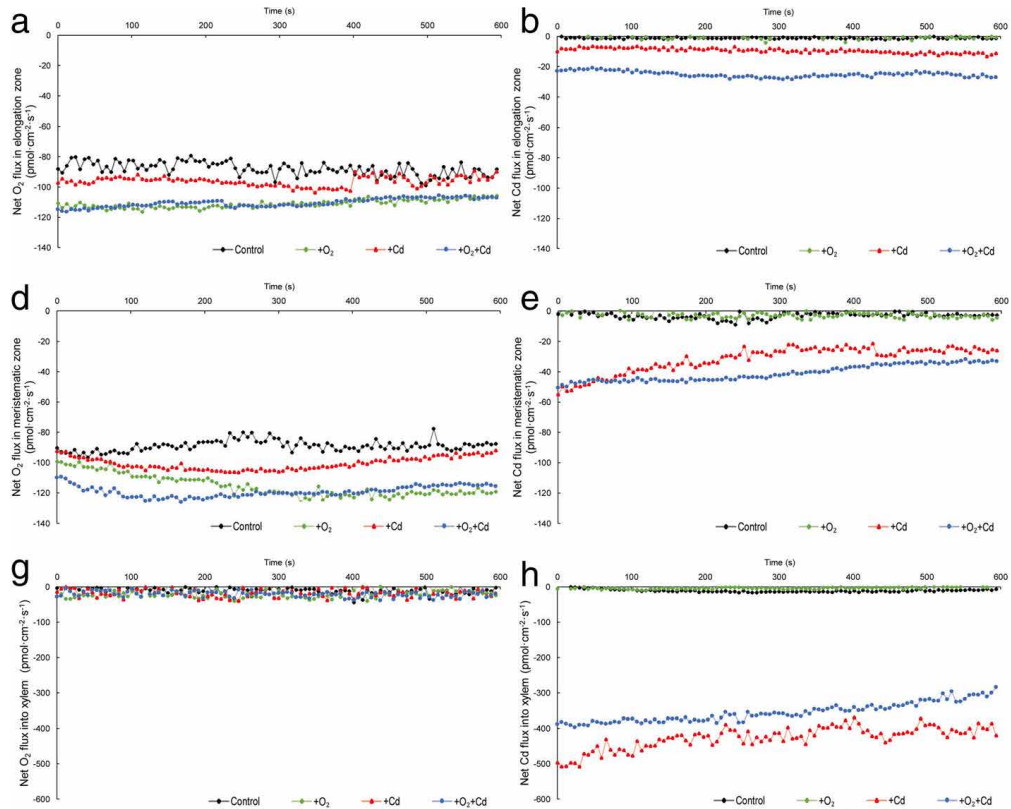 a
Time (s)
0 100 200 300 400 500 600
0
-20
-40
-60
-80
-100
-120
-140
Net O₂ flux in elongation zone
(pmol·cm⁻²·s⁻¹)
Control +O₂ +Cd +O₂+Cd
b
Time (s)
0 100 200 300 400 500 600
0
-20
-40
-60
-80
-100
-120
-140
Net Cd flux in elongation zone
(pmol·cm⁻²·s⁻¹)
Control +O₂ +Cd +O₂+Cd
d
Time (s)
0 100 200 300 400 500 600
0
-20
-40
-60
-80
-100
-120
-140
Net O₂ flux in meristematic zone
(pmol·cm⁻²·s⁻¹)
Control +O₂ +Cd +O₂+Cd
e
Time (s)
0 100 200 300 400 500 600
0
-20
-40
-60
-80
-100
-120
-140
Net Cd flux in meristematic zone
(pmol·cm⁻²·s⁻¹)
Control +O₂ +Cd +O₂+Cd
g
Time (s)
0 100 200 300 400 500 600
0
-100
-200
-300
-400
-500
-600
Net O₂ flux into xylem (pmol·cm⁻²·s⁻¹)
Control +O₂ +Cd +O₂+Cd
h
Time (s)
0 100 200 300 400 500 600
0
-100
-200
-300
-400
-500
-600
Net Cd flux into xylem (pmol·cm⁻²·s⁻¹)
Control +O₂ +Cd +O₂+Cd